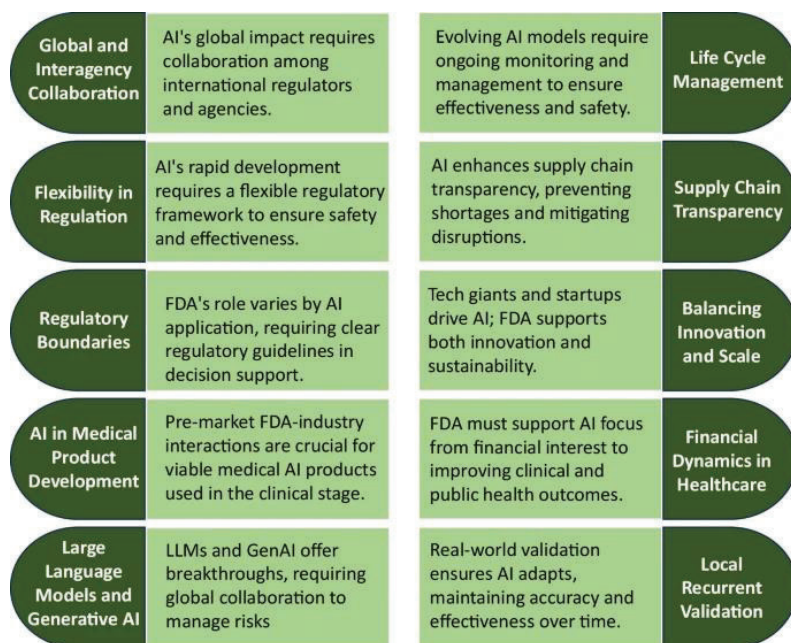 Global and
Interagency
Collaboration
AI's global impact requires
collaboration among
international regulators
and agencies.
Evolving AI models require
ongoing monitoring and
management to ensure
effectiveness and safety.
Life Cycle
Management
Flexibility in
Regulation
AI's rapid development
requires a flexible regulatory
framework to ensure safety
and effectiveness.
AI enhances supply chain
transparency, preventing
shortages and mitigating
disruptions.
Supply Chain
Transparency
Regulatory
Boundaries
FDA's role varies by AI
application, requiring clear
regulatory guidelines in
decision support.
Tech giants and startups
drive AI; FDA supports
both innovation and
sustainability.
Balancing
Innovation
and Scale
AI in Medical
Product
Development
Pre-market FDA-industry
interactions are crucial for
viable medical AI products
used in the clinical stage.
FDA must support AI focus
from financial interest to
improving clinical and
public health outcomes.
Financial
Dynamics in
Healthcare
Large
Language
Models and
Generative AI
LLMs and GenAI offer
breakthroughs, requiring
global collaboration to
manage risks
Real-world validation
ensures AI adapts,
maintaining accuracy and
effectiveness over time.
Local
Recurrent
Validation